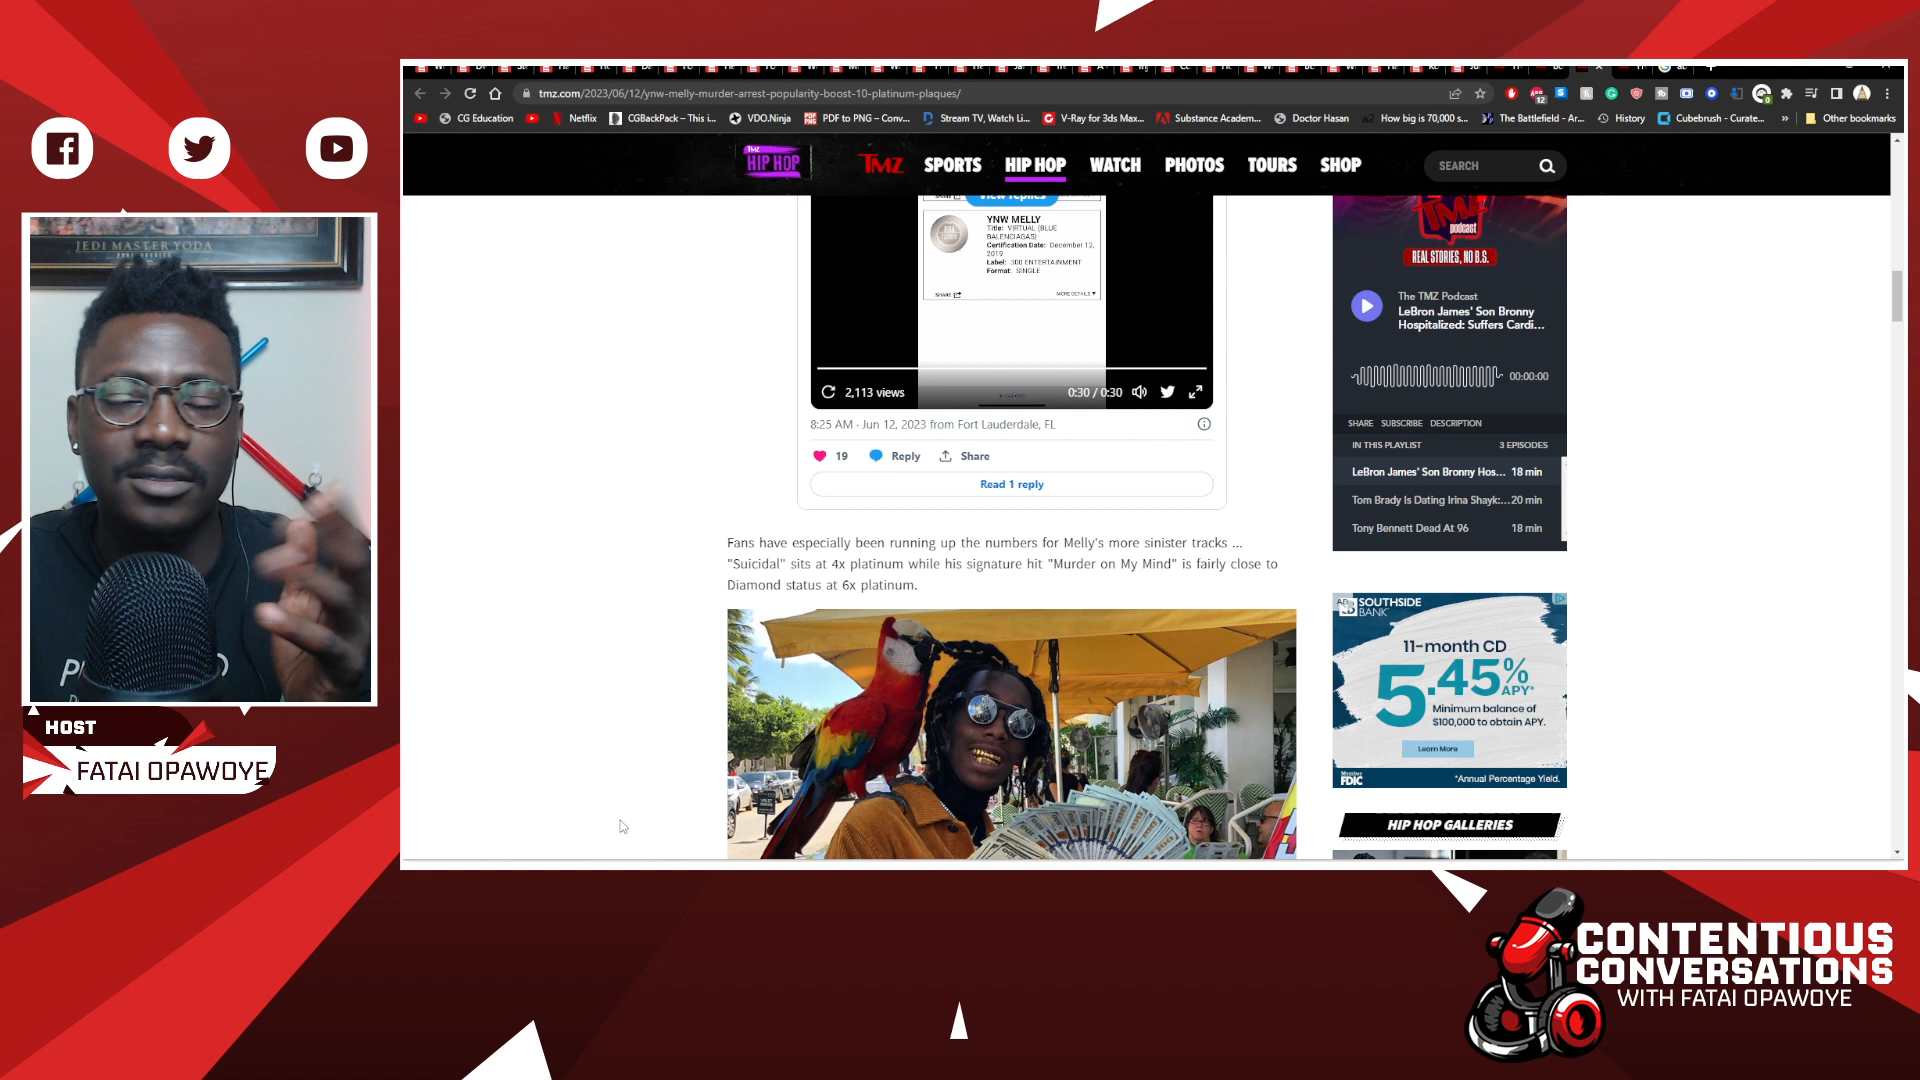 tmz.com/2023/06/12/ynw-melly-murder-arrest-popularity-boost-10-platinum-plaques/
CG Education
Netflix
CGBackPack – This i...
VDO.Ninja
PDF to PNG – Conv...
Stream TV, Watch Li...
V-Ray for 3ds Max...
Substance Academ...
Doctor Hasan
How big is 70,000 s...
The Battlefield - Ar...
History
Cubebrush - Curate...
»
Other bookmarks
TMZ
HIP HOP
TMZ
SPORTS
HIP HOP
WATCH
PHOTOS
TOURS
SHOP
SEARCH
JEDI MASTER YODA
View replies
YNW MELLY
Title: VIRTUAL (BLUE
BALENCIAGAS)
Certification Date: December 12,
2019
Label: 300 ENTERTAINMENT
Format: SINGLE
SHARE
MORE DETAILS
2,113 views
0:30 / 0:30
8:25 AM · Jun 12, 2023 from Fort Lauderdale, FL
19
Reply
Share
Read 1 reply
Fans have especially been running up the numbers for Melly's more sinister tracks ...
"Suicidal" sits at 4x platinum while his signature hit "Murder on My Mind" is fairly close to
Diamond status at 6x platinum.
TMZ
podcast
REAL STORIES, NO B.S.
The TMZ Podcast
LeBron James' Son Bronny
Hospitalized: Suffers Cardi...
00:00:00
SHARE SUBSCRIBE DESCRIPTION
IN THIS PLAYLIST 3 EPISODES
LeBron James' Son Bronny Hos... 18 min
Tom Brady Is Dating Irina Shayk:... 20 min
Tony Bennett Dead At 96 18 min
AD
SOUTHSIDE
BANK
11-month CD
5.45%
APY*
Minimum balance of
$100,000 to obtain APY.
Learn More
Member
FDIC
*Annual Percentage Yield.
HIP HOP GALLERIES
HOST
FATAI OPAWOYE
CONTENTIOUS
CONVERSATIONS
WITH FATAI OPAWOYE